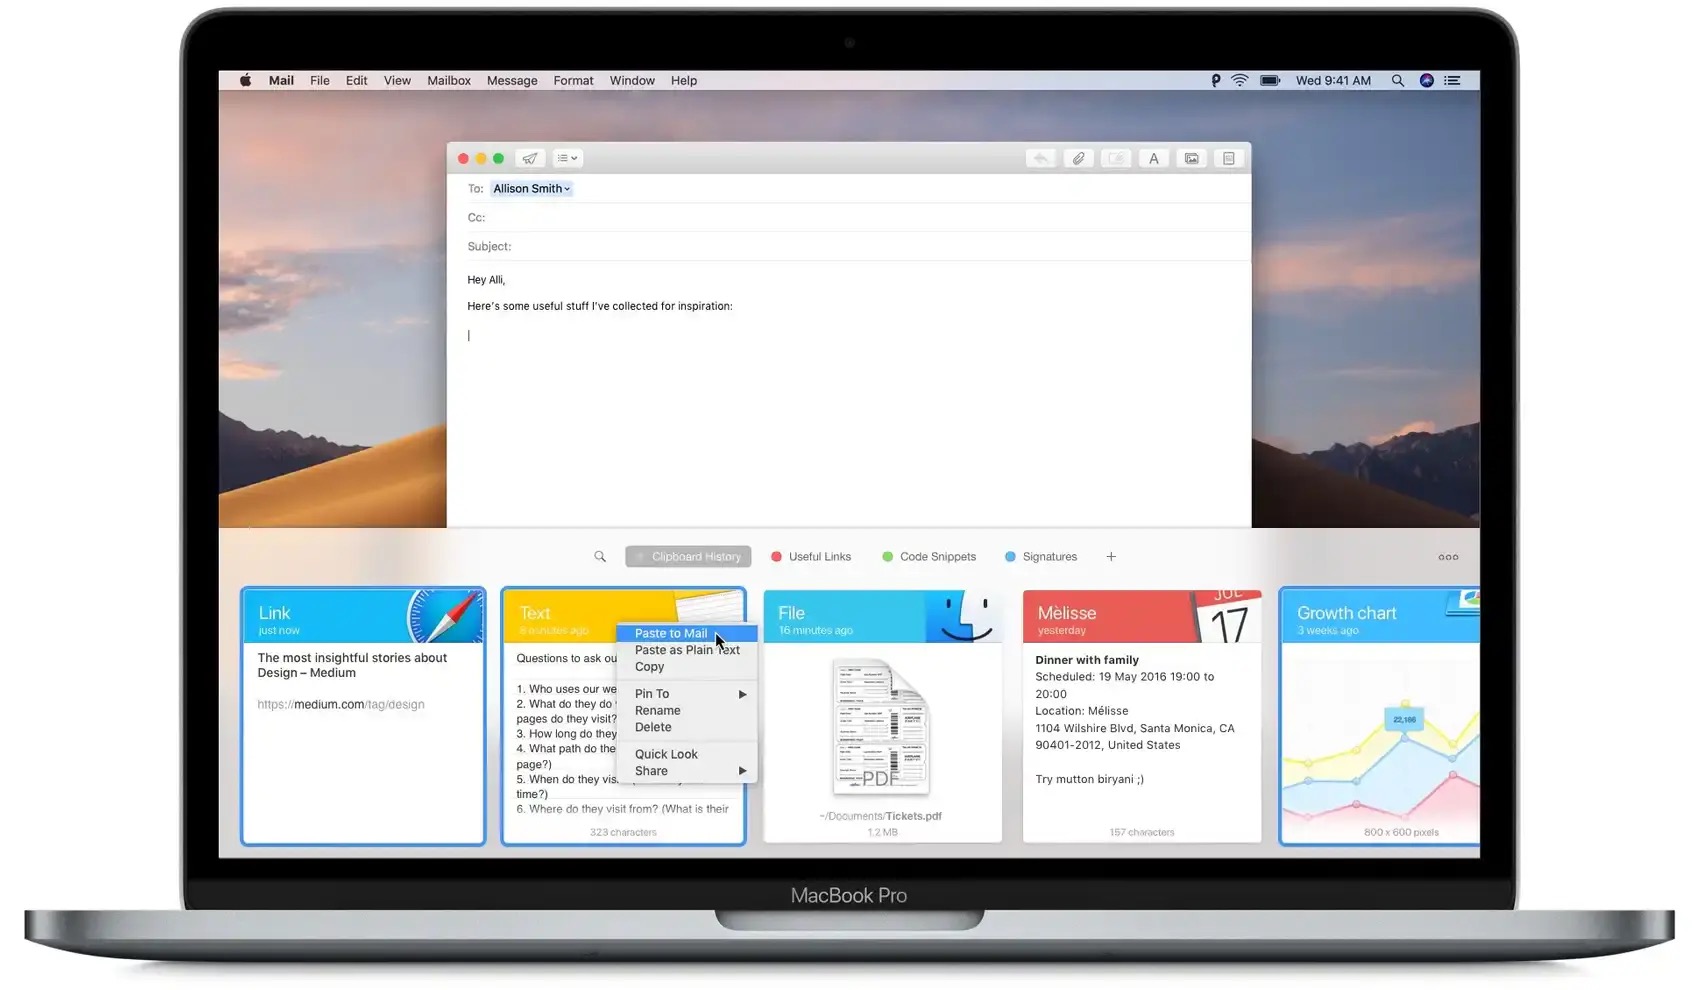 Mail File Edit View Mailbox Message Format Window Help Wed 9:41 AM
To: Allison Smith
Cc:
Subject:
Hey Alli,
Here's some useful stuff I've collected for inspiration:
Clipboard History Useful Links Code Snippets Signatures
Link
just now
The most insightful stories about
Design – Medium
https://medium.com/tag/design
Text
8 minutes ago
Questions to ask ou
1. Who uses our we
2. What do they do
pages do they visit?
3. How long do they
4. What path do the
page?)
5. When do they vis
time?)
6. Where do they visit from? (What is their
323 characters
Paste to Mail
Paste as Plain Text
Copy
Pin To
Rename
Delete
Quick Look
Share
File
16 minutes ago
PDF
~/Documents/Tickets.pdf
1.2 MB
Mèlisse
yesterday
JUL
17
Dinner with family
Scheduled: 19 May 2016 19:00 to
20:00
Location: Mélisse
1104 Wilshire Blvd, Santa Monica, CA
90401-2012, United States
Try mutton biryani ;)
157 characters
Growth chart
3 weeks ago
22,166
800 x 600 pixels
MacBook Pro